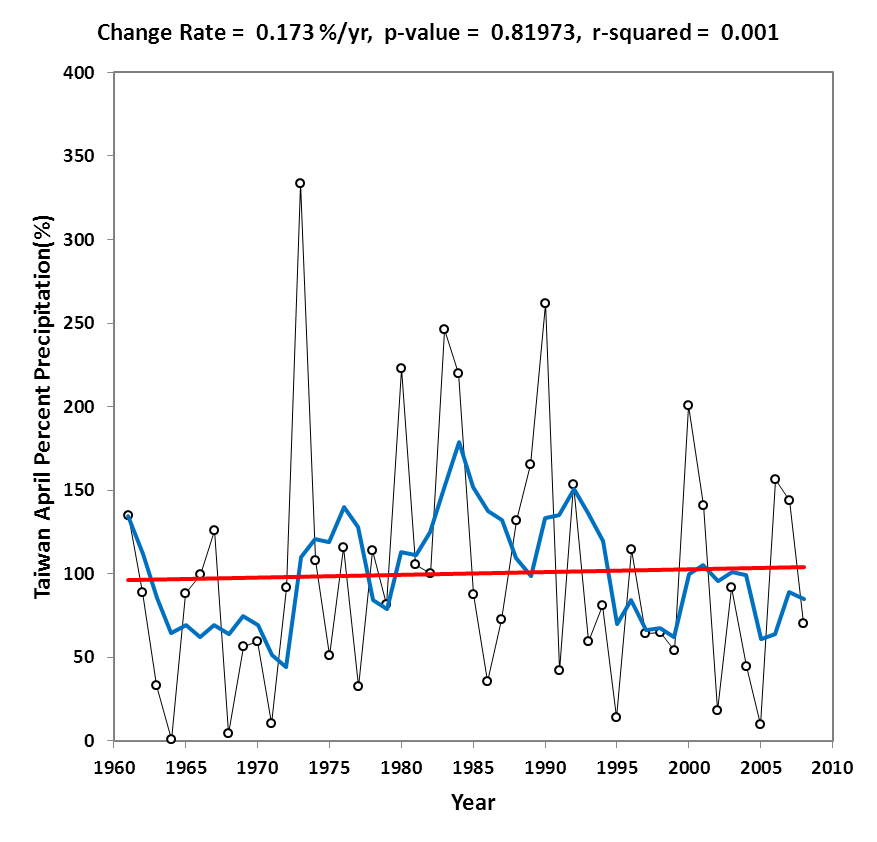 Change Rate = 0.173 %/yr, p-value = 0.81973, r-squared = 0.001
400
350
300
250
200
150
100
50
0
Taiwan April Percent Precipitation(%)
1960 1965 1970 1975 1980 1985 1990 1995 2000 2005 2010
Year